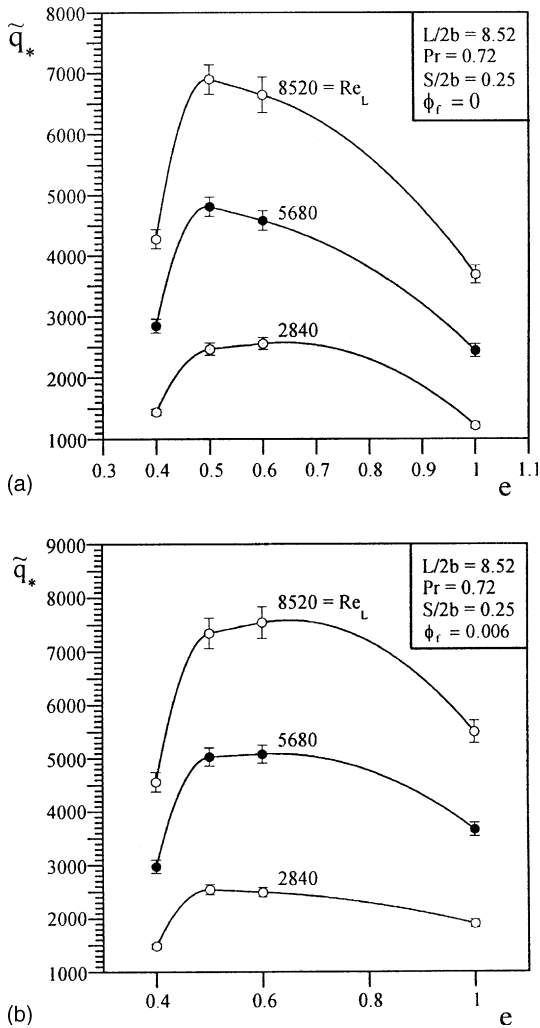 q̃*
8000
7000
6000
5000
4000
3000
2000
1000
L/2b = 8.52
Pr = 0.72
S/2b = 0.25
ϕf = 0
8520 = ReL
5680
2840
0.3 0.4 0.5 0.6 0.7 0.8 0.9 1 1.1
(a)
e
q̃*
9000
8000
7000
6000
5000
4000
3000
2000
1000
L/2b = 8.52
Pr = 0.72
S/2b = 0.25
ϕf = 0.006
8520 = ReL
5680
2840
0.4 0.6 0.8 1
(b)
e